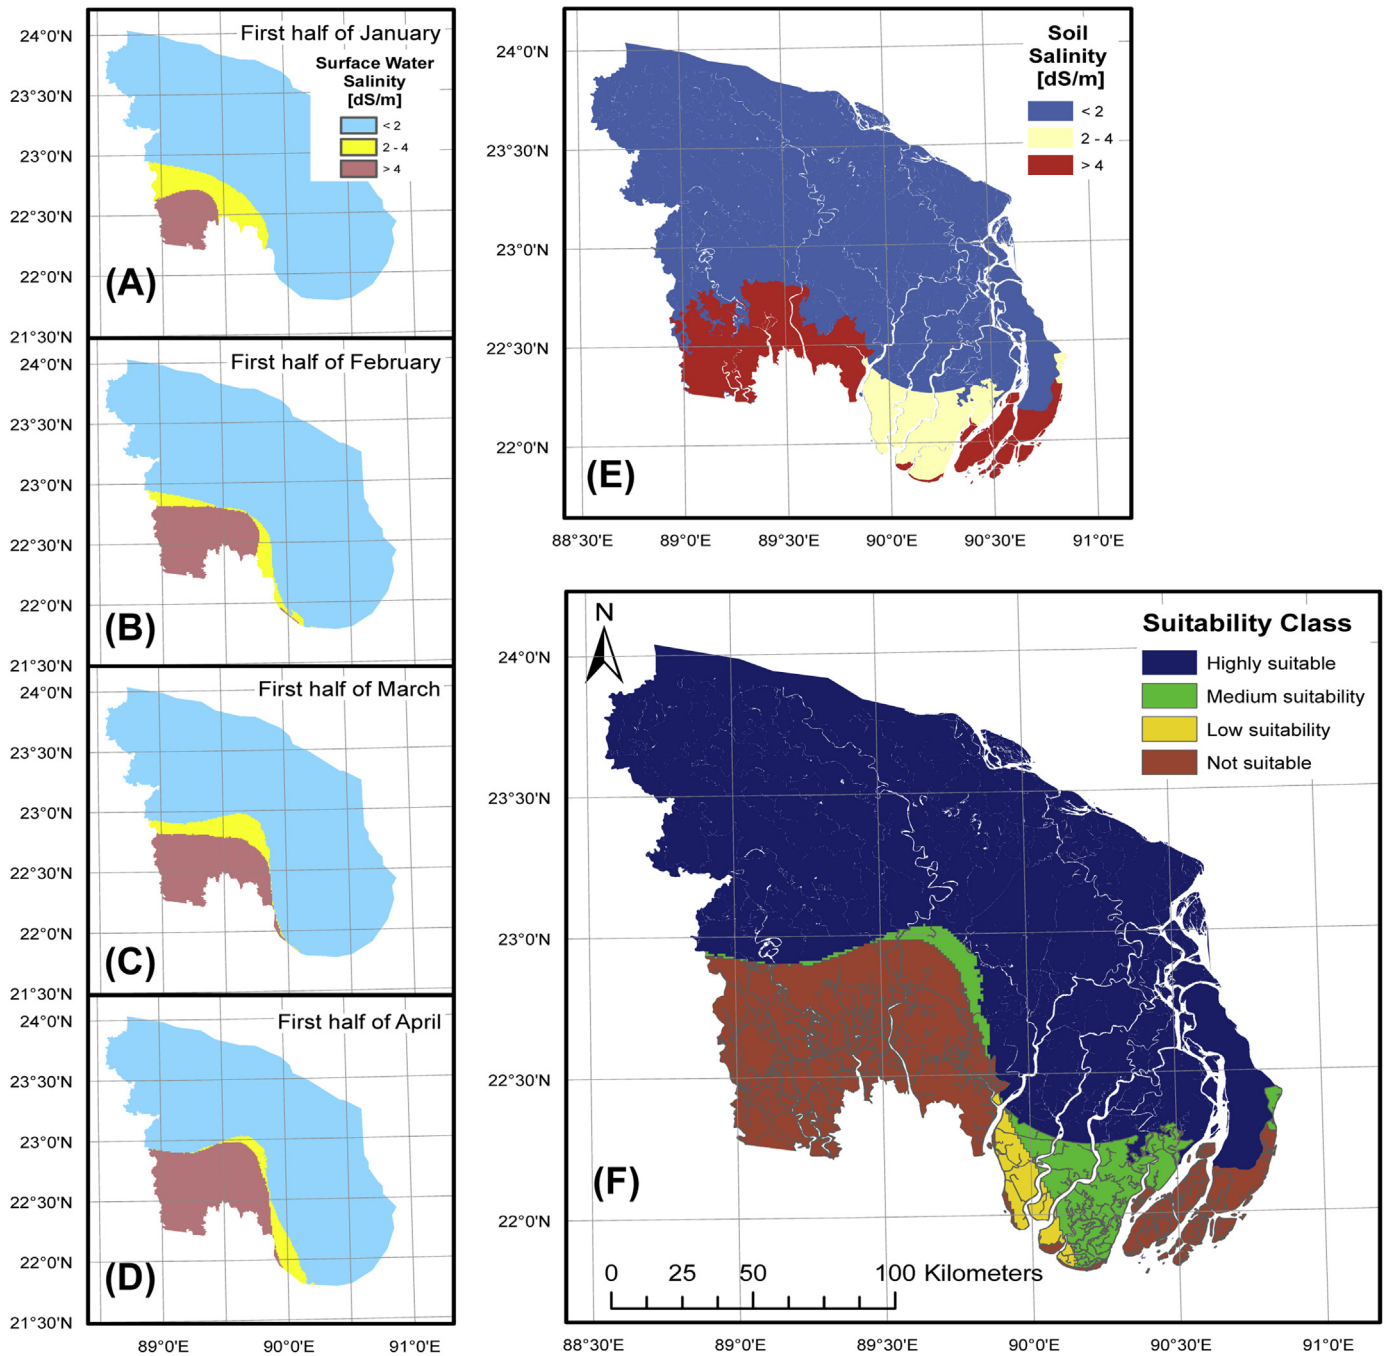 First half of January
Surface Water
Salinity
[dS/m]
< 2
2 - 4
> 4
24°0'N
23°30'N
23°0'N
22°30'N
22°0'N
21°30'N
(A)
First half of February
24°0'N
23°30'N
23°0'N
22°30'N
22°0'N
21°30'N
(B)
First half of March
24°0'N
23°30'N
23°0'N
22°30'N
22°0'N
21°30'N
(C)
First half of April
24°0'N
23°30'N
23°0'N
22°30'N
22°0'N
21°30'N
(D)
89°0'E 90°0'E 91°0'E
Soil
Salinity
[dS/m]
< 2
2 - 4
> 4
24°0'N
23°30'N
23°0'N
22°30'N
22°0'N
(E)
88°30'E 89°0'E 89°30'E 90°0'E 90°30'E 91°0'E
N
Suitability Class
Highly suitable
Medium suitability
Low suitability
Not suitable
24°0'N
23°30'N
23°0'N
22°30'N
22°0'N
(F)
0 25 50 100 Kilometers
88°30'E 89°0'E 89°30'E 90°0'E 90°30'E 91°0'E